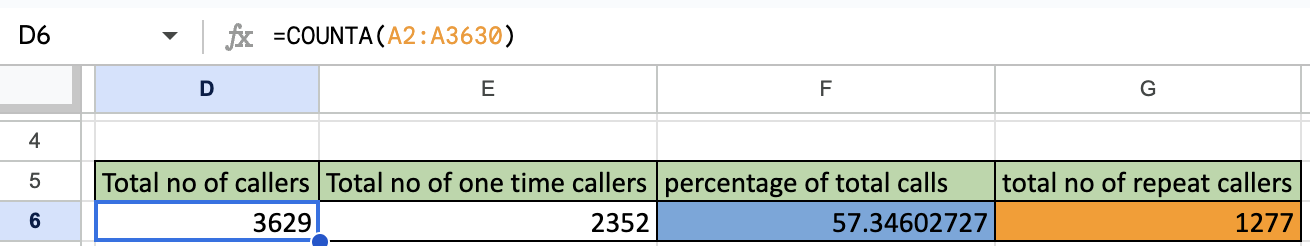 D6 fx =COUNTA(A2:A3630)
D E F G
4
5 Total no of callers Total no of one time callers percentage of total calls total no of repeat callers
6 3629 2352 57.34602727 1277